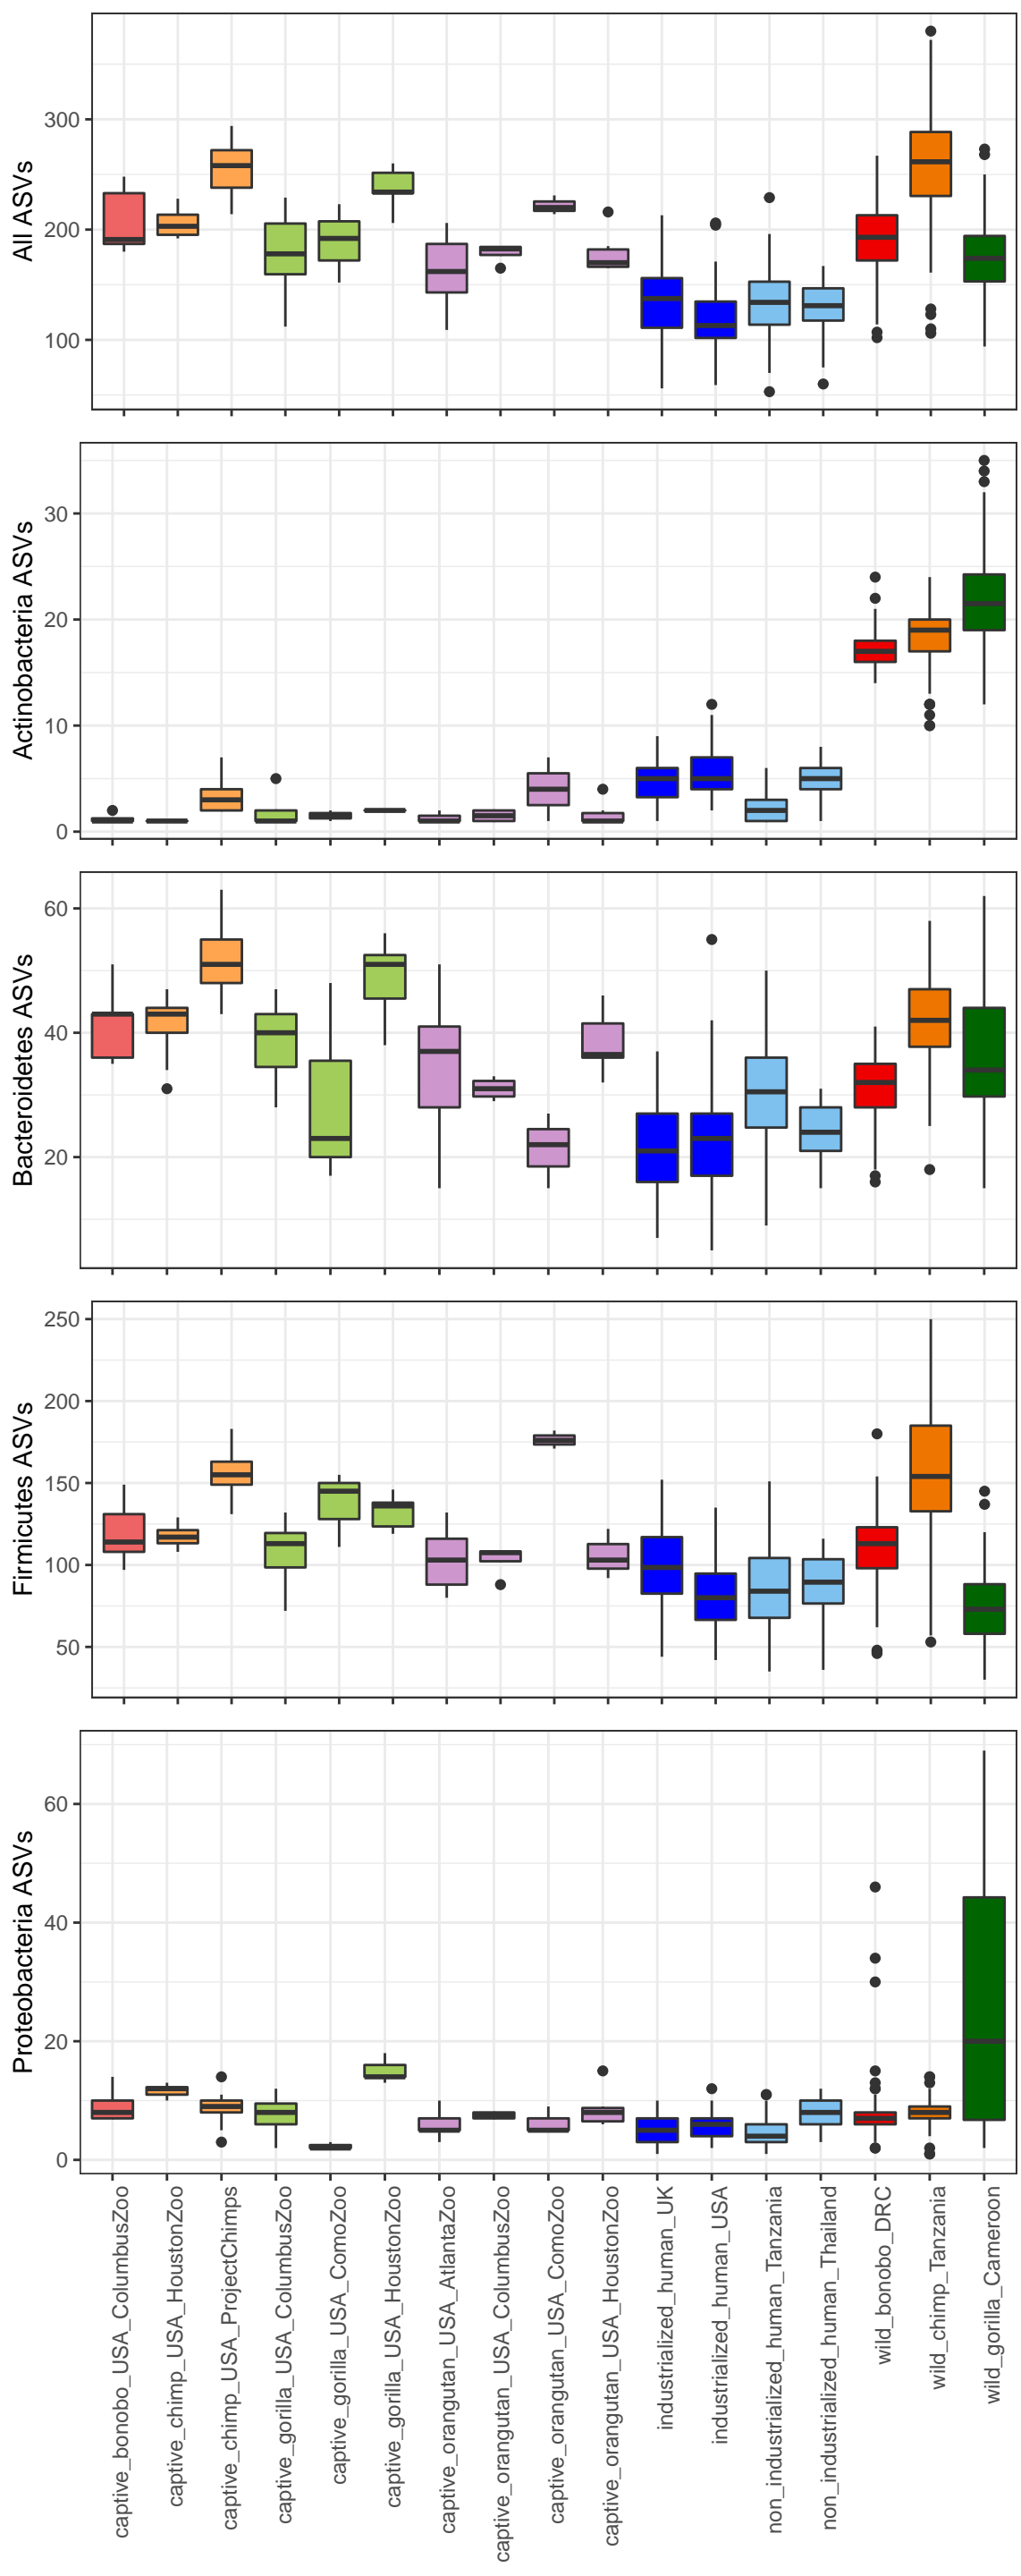 All ASVs
300
200
100
Actinobacteria ASVs
30
20
10
0
Bacteroidetes ASVs
60
40
20
Firmicutes ASVs
250
200
150
100
50
Proteobacteria ASVs
60
40
20
0
captive_bonobo_USA_ColumbusZoo
captive_chimp_USA_HoustonZoo
captive_chimp_USA_ProjectChimps
captive_gorilla_USA_ColumbusZoo
captive_gorilla_USA_ComoZoo
captive_gorilla_USA_HoustonZoo
captive_orangutan_USA_AtlantaZoo
captive_orangutan_USA_ColumbusZoo
captive_orangutan_USA_ComoZoo
captive_orangutan_USA_HoustonZoo
industrialized_human_UK
industrialized_human_USA
non_industrialized_human_Tanzania
non_industrialized_human_Thailand
wild_bonobo_DRC
wild_chimp_Tanzania
wild_gorilla_Cameroon